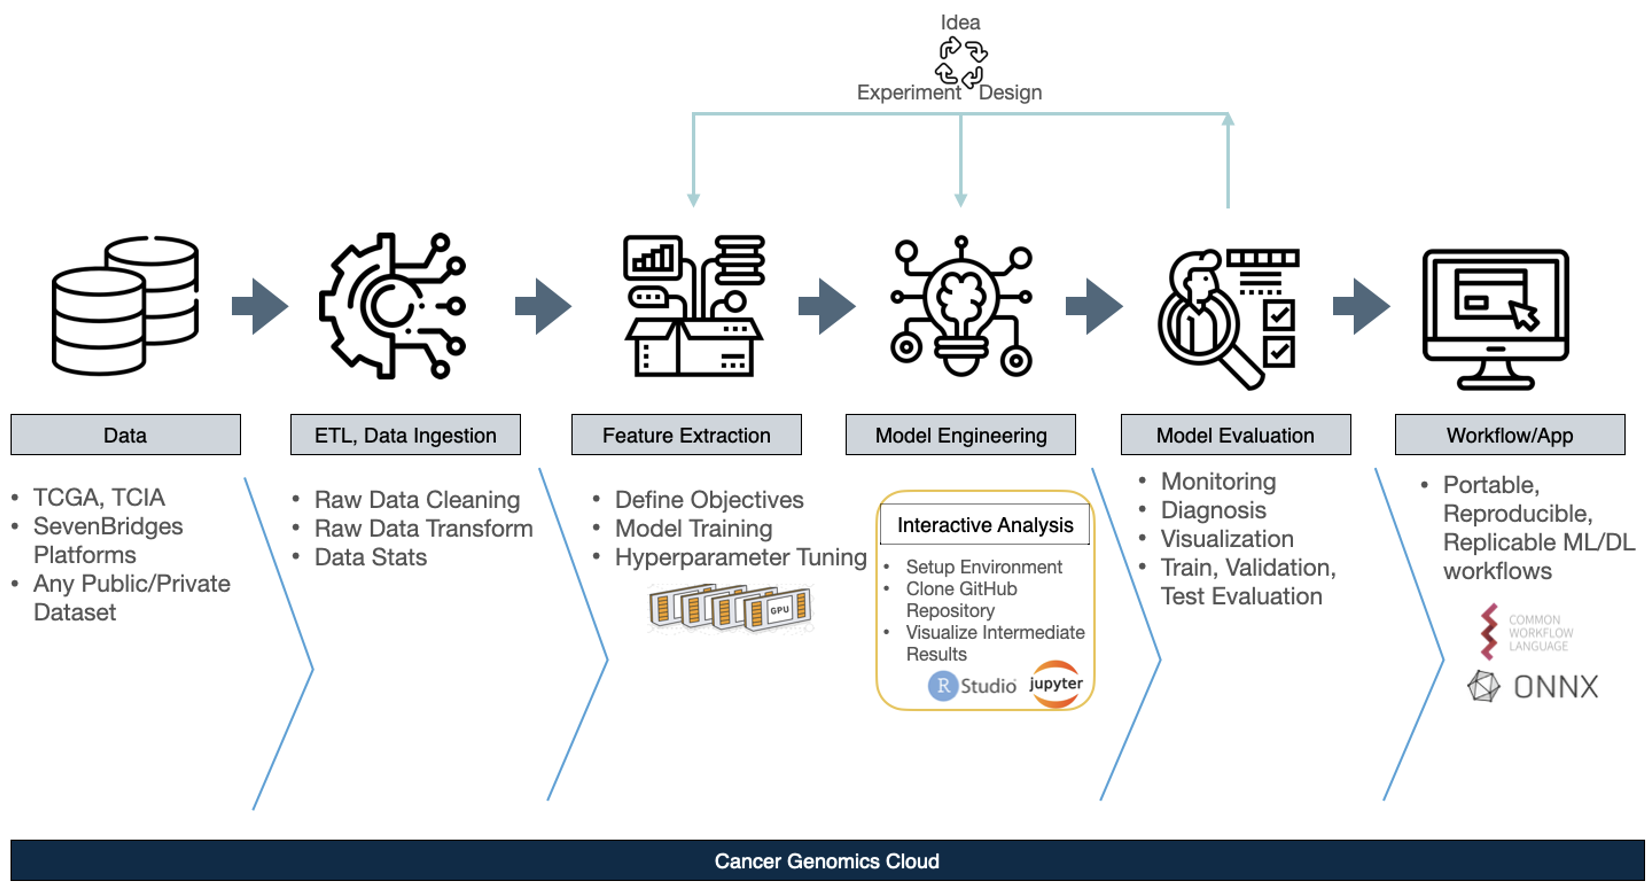 Idea
Experiment Design
Data
ETL, Data Ingestion
Feature Extraction
Model Engineering
Model Evaluation
Workflow/App
• TCGA, TCIA
• SevenBridges
Platforms
• Any Public/Private
Dataset
• Raw Data Cleaning
• Raw Data Transform
• Data Stats
• Define Objectives
• Model Training
• Hyperparameter Tuning
GPU
Interactive Analysis
• Setup Environment
• Clone GitHub
Repository
• Visualize Intermediate
Results
R Studio
jupyter
• Monitoring
• Diagnosis
• Visualization
• Train, Validation,
Test Evaluation
• Portable,
Reproducible,
Replicable ML/DL
workflows
COMMON
WORKFLOW
LANGUAGE
ONNX
Cancer Genomics Cloud